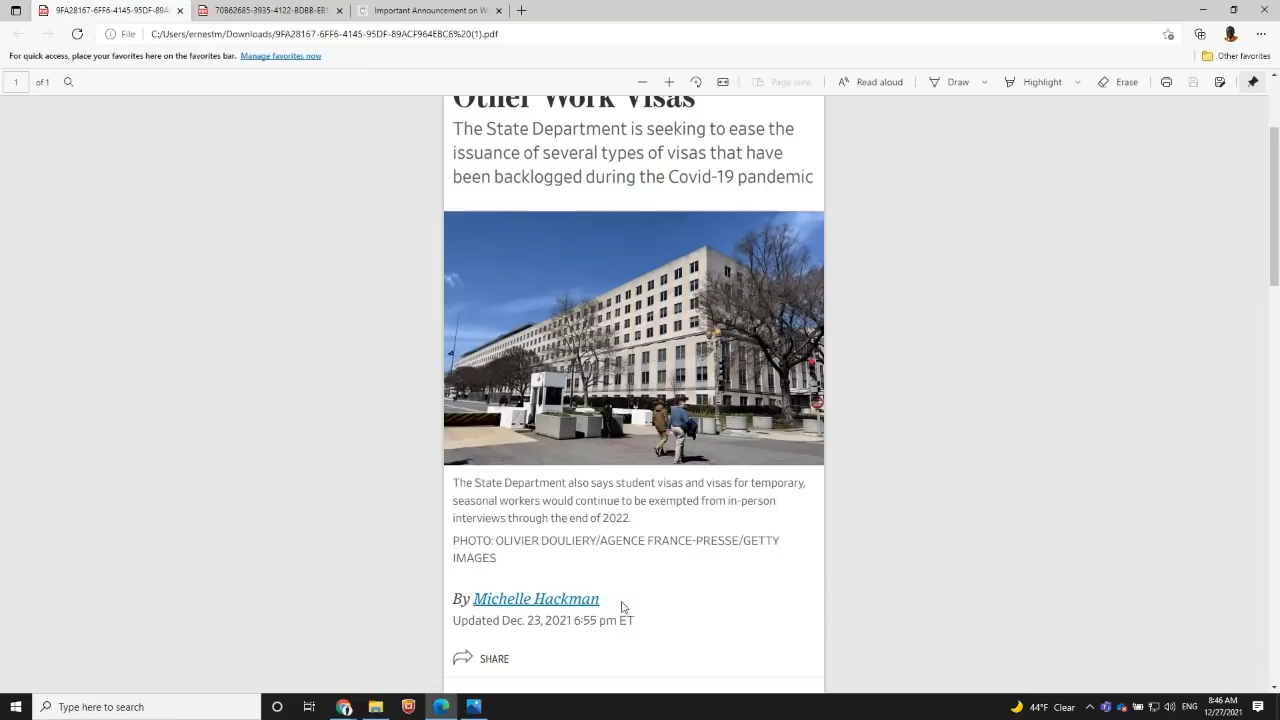 9FA28167-6FF6-4145-95DF-89A
70862685-3935-4122-BDBB-EB1
Important Announcement on W
File
C:/Users/ernestm/Downloads/9FA28167-6FF6-4145-95DF-89ACF964EBC6%20(1).pdf
For quick access, place your favorites here on the favorites bar. Manage favorites now
Other favorites
1 of 1
Page view
Read aloud
Draw
Highlight
Erase
Other Work Visas
The State Department is seeking to ease the
issuance of several types of visas that have
been backlogged during the Covid-19 pandemic
The State Department also says student visas and visas for temporary,
seasonal workers would continue to be exempted from in-person
interviews through the end of 2022.
PHOTO: OLIVIER DOULIERY/AGENCE FRANCE-PRESSE/GETTY
IMAGES
By Michelle Hackman
Updated Dec. 23, 2021 6:55 pm ET
SHARE
Type here to search
44°F Clear
ENG
8:46 AM
12/27/2021